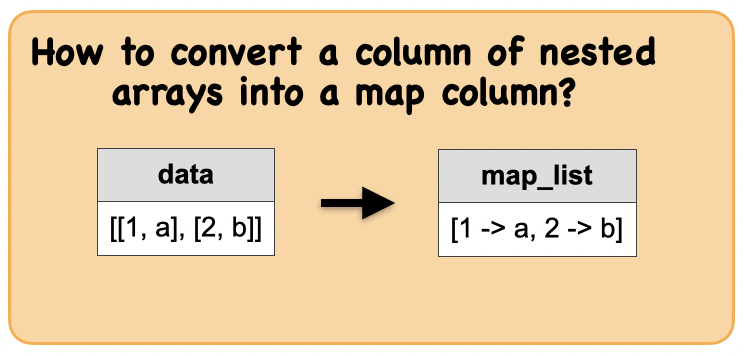 How to convert a column of nested
arrays into a map column?
data
[[1, a], [2, b]]
map_list
[1 -> a, 2 -> b]